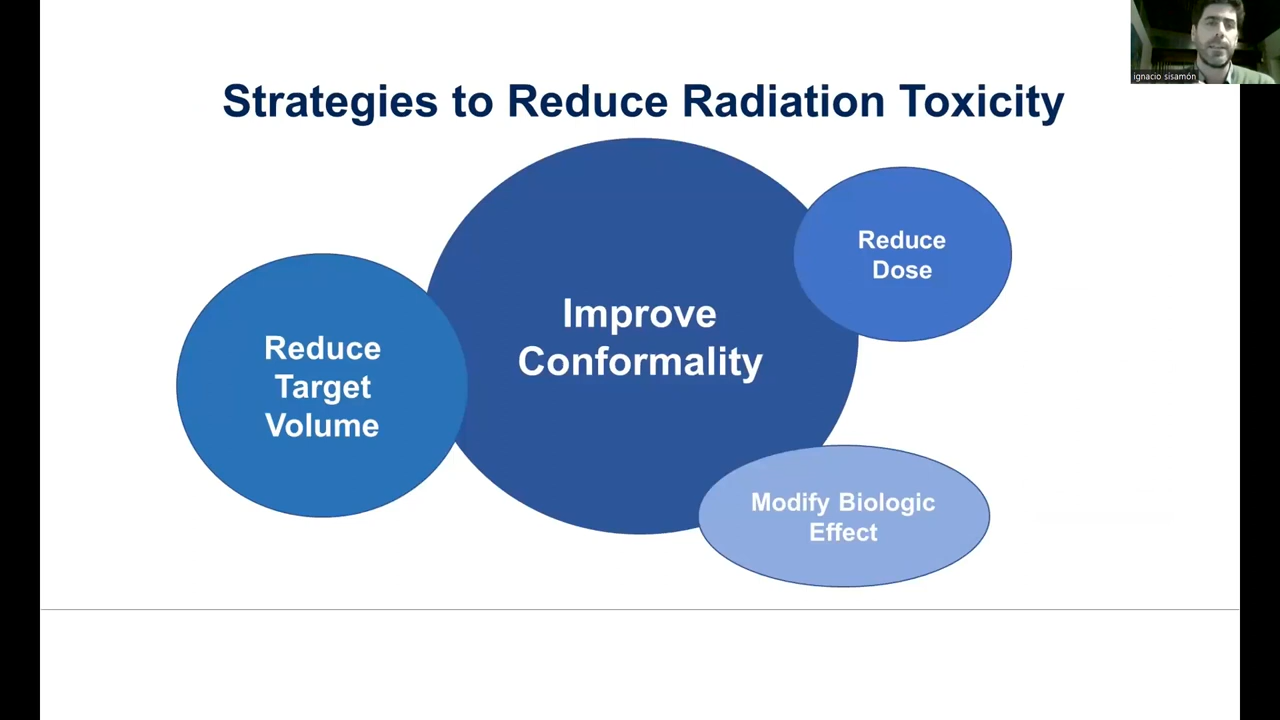 ignacio sisamón
Strategies to Reduce Radiation Toxicity
Reduce
Dose
Improve
Conformality
Reduce
Target
Volume
Modify Biologic
Effect